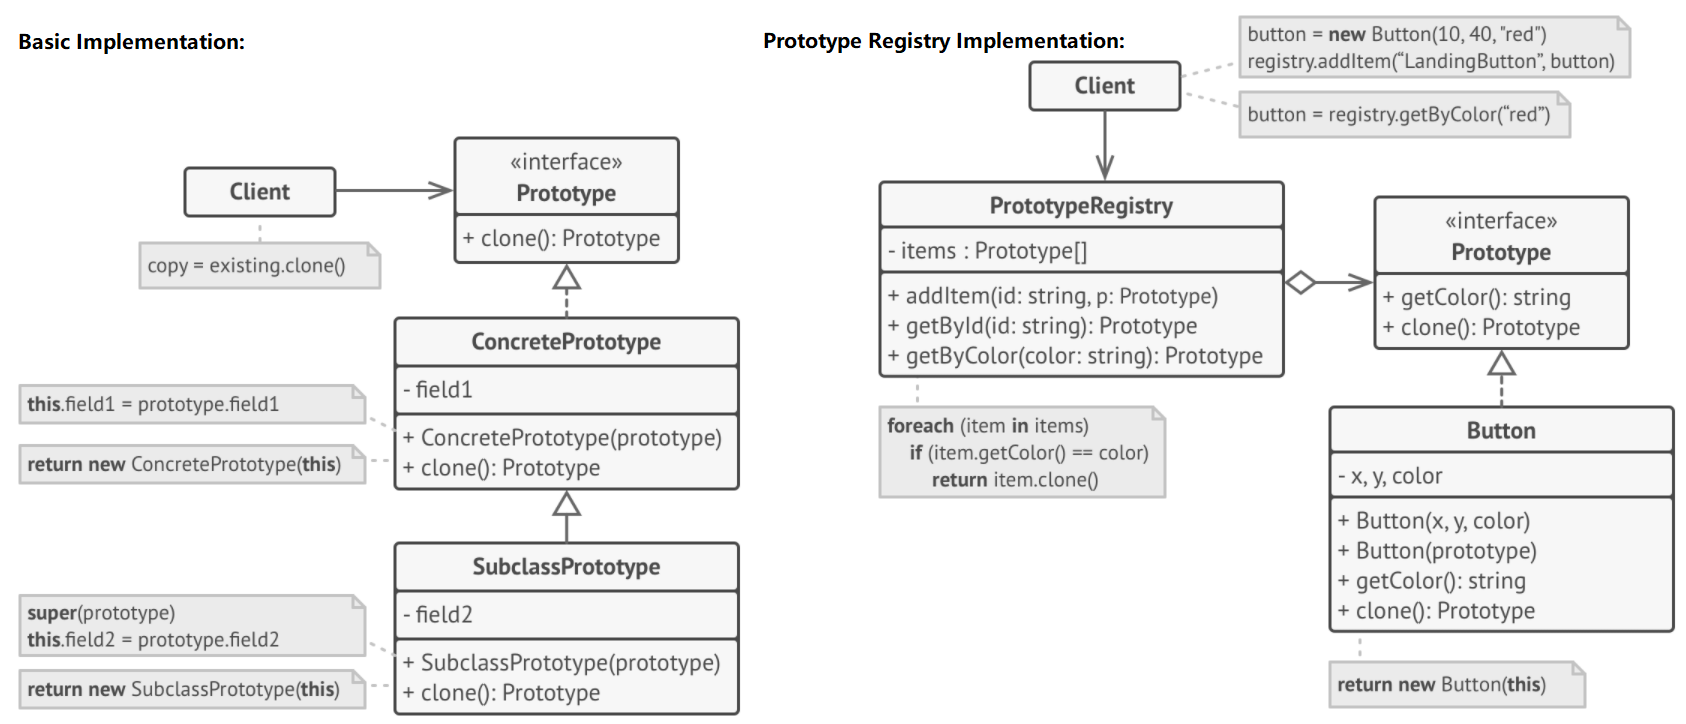 Basic Implementation:
Client
copy = existing.clone()
«interface»
Prototype
+ clone(): Prototype
ConcretePrototype
- field1
+ ConcretePrototype(prototype)
+ clone(): Prototype
this.field1 = prototype.field1
return new ConcretePrototype(this)
SubclassPrototype
- field2
+ SubclassPrototype(prototype)
+ clone(): Prototype
super(prototype)
this.field2 = prototype.field2
return new SubclassPrototype(this)
Prototype Registry Implementation:
Client
button = new Button(10, 40, "red")
registry.addItem(“LandingButton”, button)
button = registry.getByColor(“red”)
PrototypeRegistry
- items : Prototype[]
+ addItem(id: string, p: Prototype)
+ getById(id: string): Prototype
+ getByColor(color: string): Prototype
foreach (item in items)
if (item.getColor() == color)
return item.clone()
«interface»
Prototype
+ getColor(): string
+ clone(): Prototype
Button
- x, y, color
+ Button(x, y, color)
+ Button(prototype)
+ getColor(): string
+ clone(): Prototype
return new Button(this)